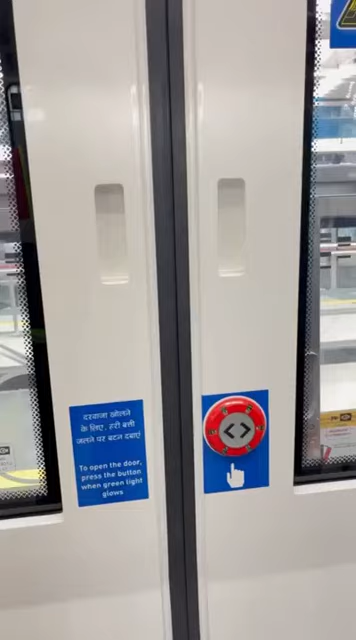 दरवाजा खोलने
के लिए, हरी बत्ती
जलने पर बटन दबाएं
To open the door,
press the button
when green light
glows